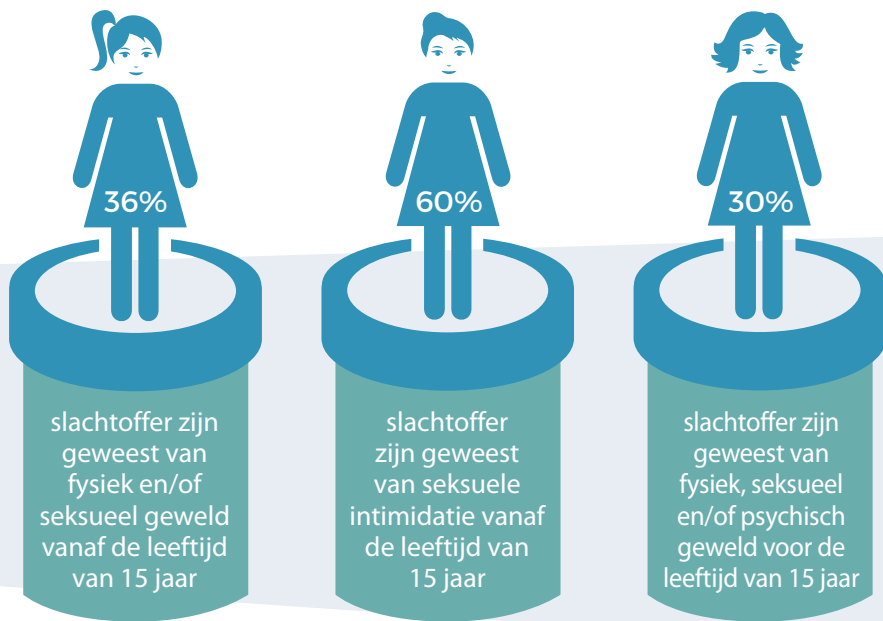 36%
slachtoffer zijn
geweest van
fysiek en/of
seksueel geweld
vanaf de leeftijd
van 15 jaar
60%
slachtoffer
zijn geweest
van seksuele
intimidatie vanaf
de leeftijd van
15 jaar
30%
slachtoffer zijn
geweest van
fysiek, seksueel
en/of psychisch
geweld voor de
leeftijd van 15 jaar